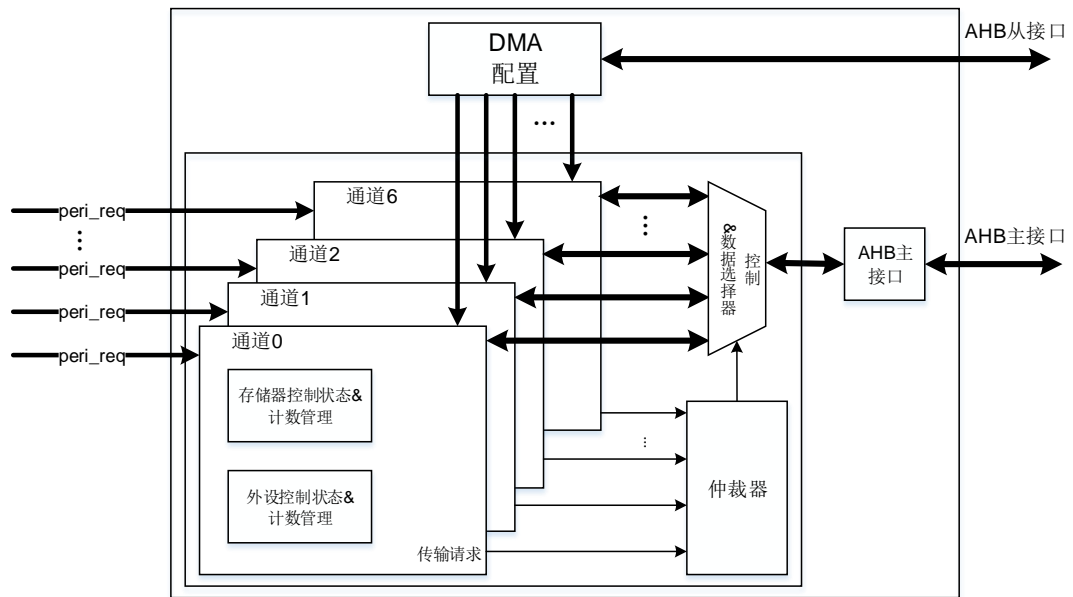 DMA
配置
AHB从接口
...
通道6
peri_req
...
...
通道2
peri_req
通道1
peri_req
通道0
peri_req
控制
&数据选择器
AHB主
接口
AHB主接口
存储器控制状态&
计数管理
外设控制状态&
计数管理
传输请求
...
仲裁器